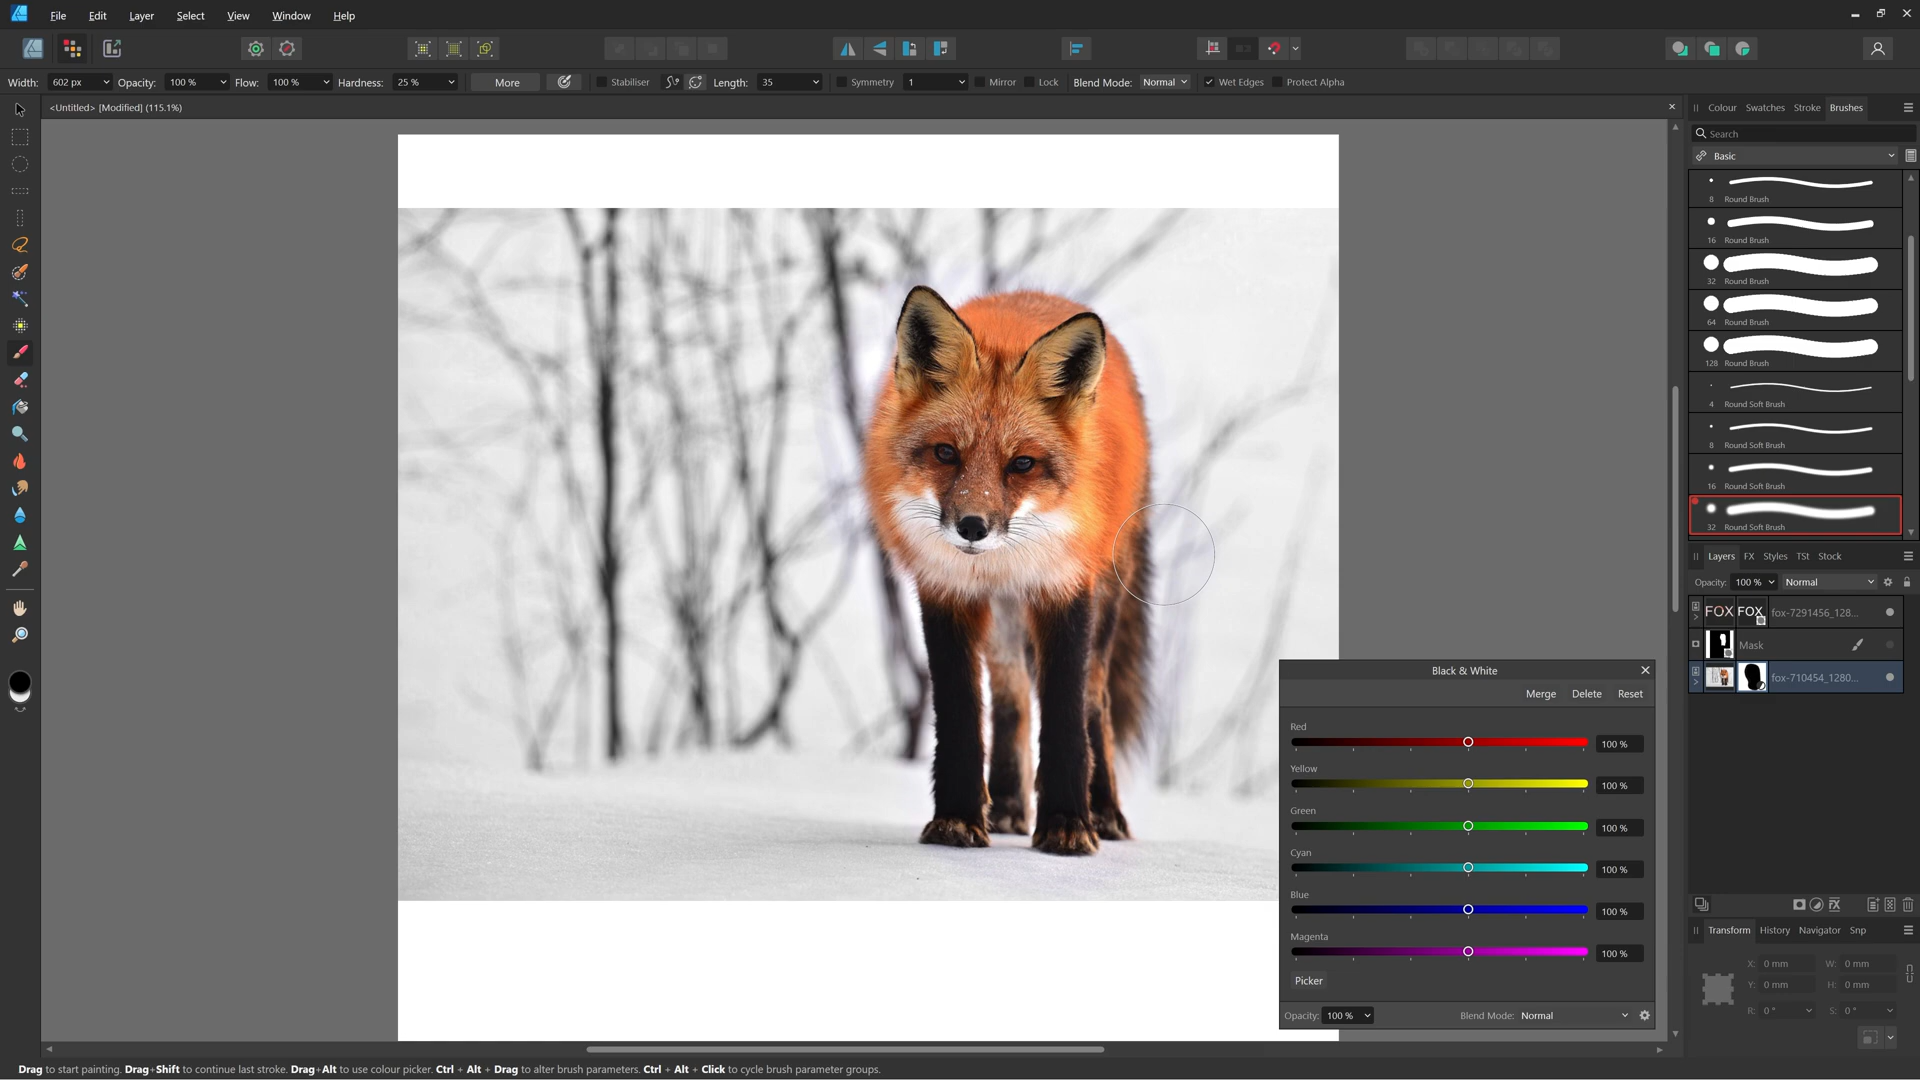 File Edit Layer Select View Window Help
Width: 602 px Opacity: 100 % Flow: 100 % Hardness: 25 % More Stabiliser Length: 35 Symmetry 1 Mirror Lock Blend Mode: Normal Wet Edges Protect Alpha
<Untitled> [Modified] (115.1%)
Colour Swatches Stroke Brushes
Search
Basic
8 Round Brush
16 Round Brush
32 Round Brush
64 Round Brush
128 Round Brush
4 Round Soft Brush
8 Round Soft Brush
16 Round Soft Brush
32 Round Soft Brush
Layers FX Styles TSt Stock
Opacity: 100 % Normal
FOX FOX fox-7291456_128...
Mask
fox-710454_1280...
Black & White
Merge Delete Reset
Red
100 %
Yellow
100 %
Green
100 %
Cyan
100 %
Blue
100 %
Magenta
100 %
Picker
Opacity: 100 % Blend Mode: Normal
Transform History Navigator Snp
X: 0 mm W: 0 mm
Y: 0 mm H: 0 mm
R: 0 ° S: 0 °
Drag to start painting. Drag+Shift to continue last stroke. Drag+Alt to use colour picker. Ctrl + Alt + Drag to alter brush parameters. Ctrl + Alt + Click to cycle brush parameter groups.